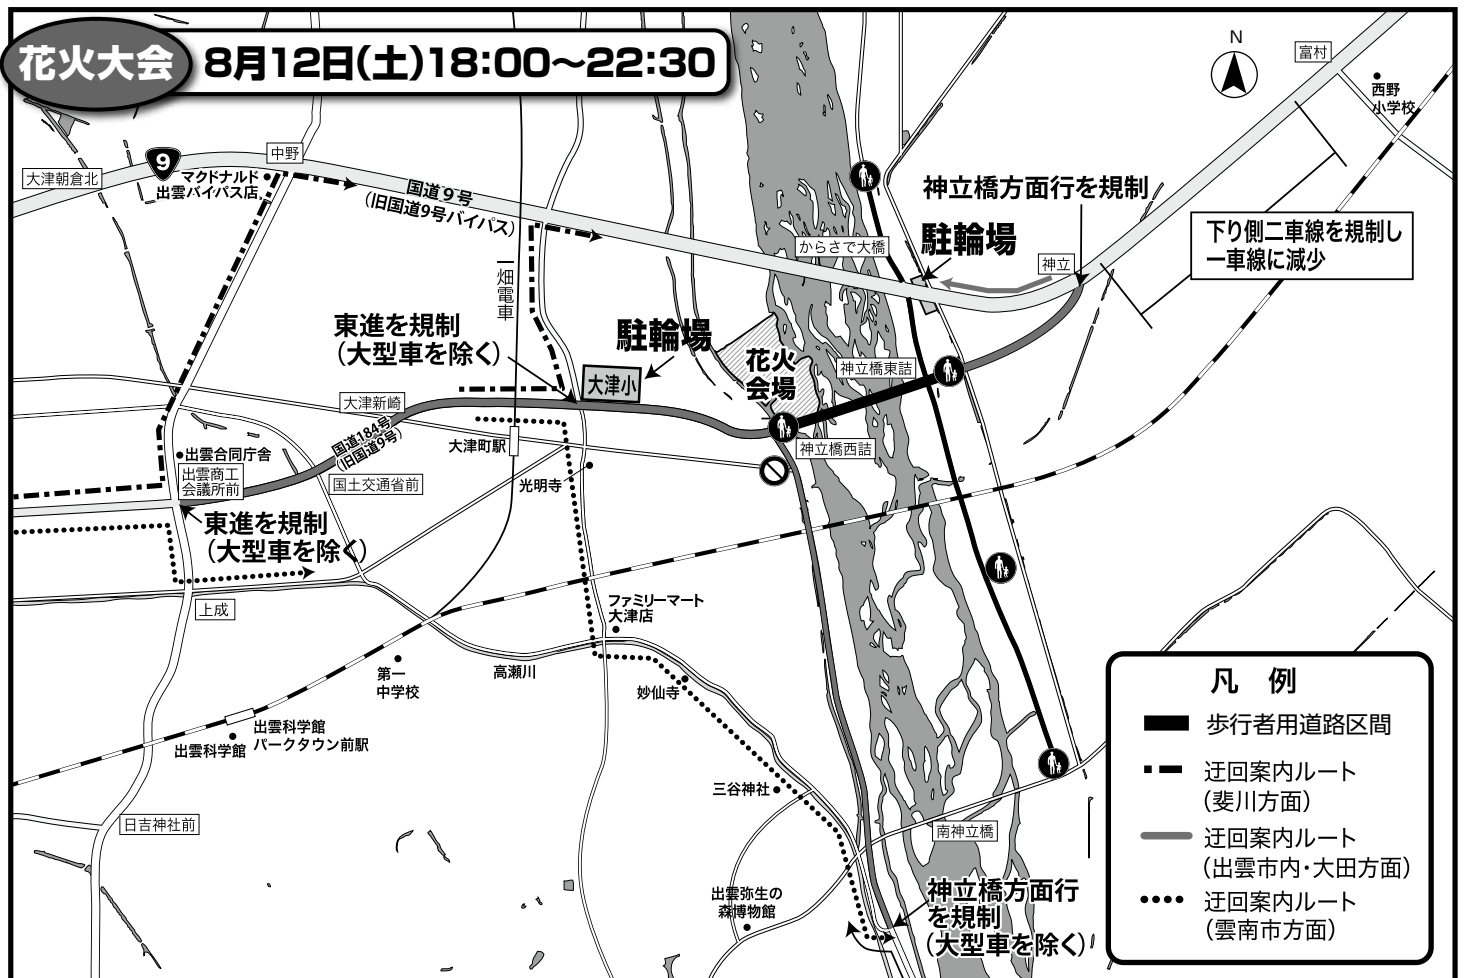 花火大会
8月12日(土)18:00〜22:30
N
富村
西野
小学校
9
中野
大津朝倉北
マクドナルド
出雲バイパス店
国道9号
(旧国道9号バイパス)
神立橋方面行を規制
駐輪場
からさで大橋
神立
下り側二車線を規制し
一車線に減少
一畑電車
東進を規制
(大型車を除く)
駐輪場
大津小
花火
会場
神立橋東詰
大津新崎
国道184号
(旧国道9号)
大津町駅
神立橋西詰
出雲合同庁舎
出雲商工
会議所前
国土交通省前
光明寺
東進を規制
(大型車を除く)
上成
ファミリーマート
大津店
第一
中学校
高瀬川
妙仙寺
出雲科学館
出雲科学館
パークタウン前駅
三谷神社
日吉神社前
南神立橋
出雲弥生の
森博物館
神立橋方面行
を規制
(大型車を除く)
凡 例
歩行者用道路区間
迂回案内ルート
(斐川方面)
迂回案内ルート
(出雲市内・大田方面)
迂回案内ルート
(雲南市方面)